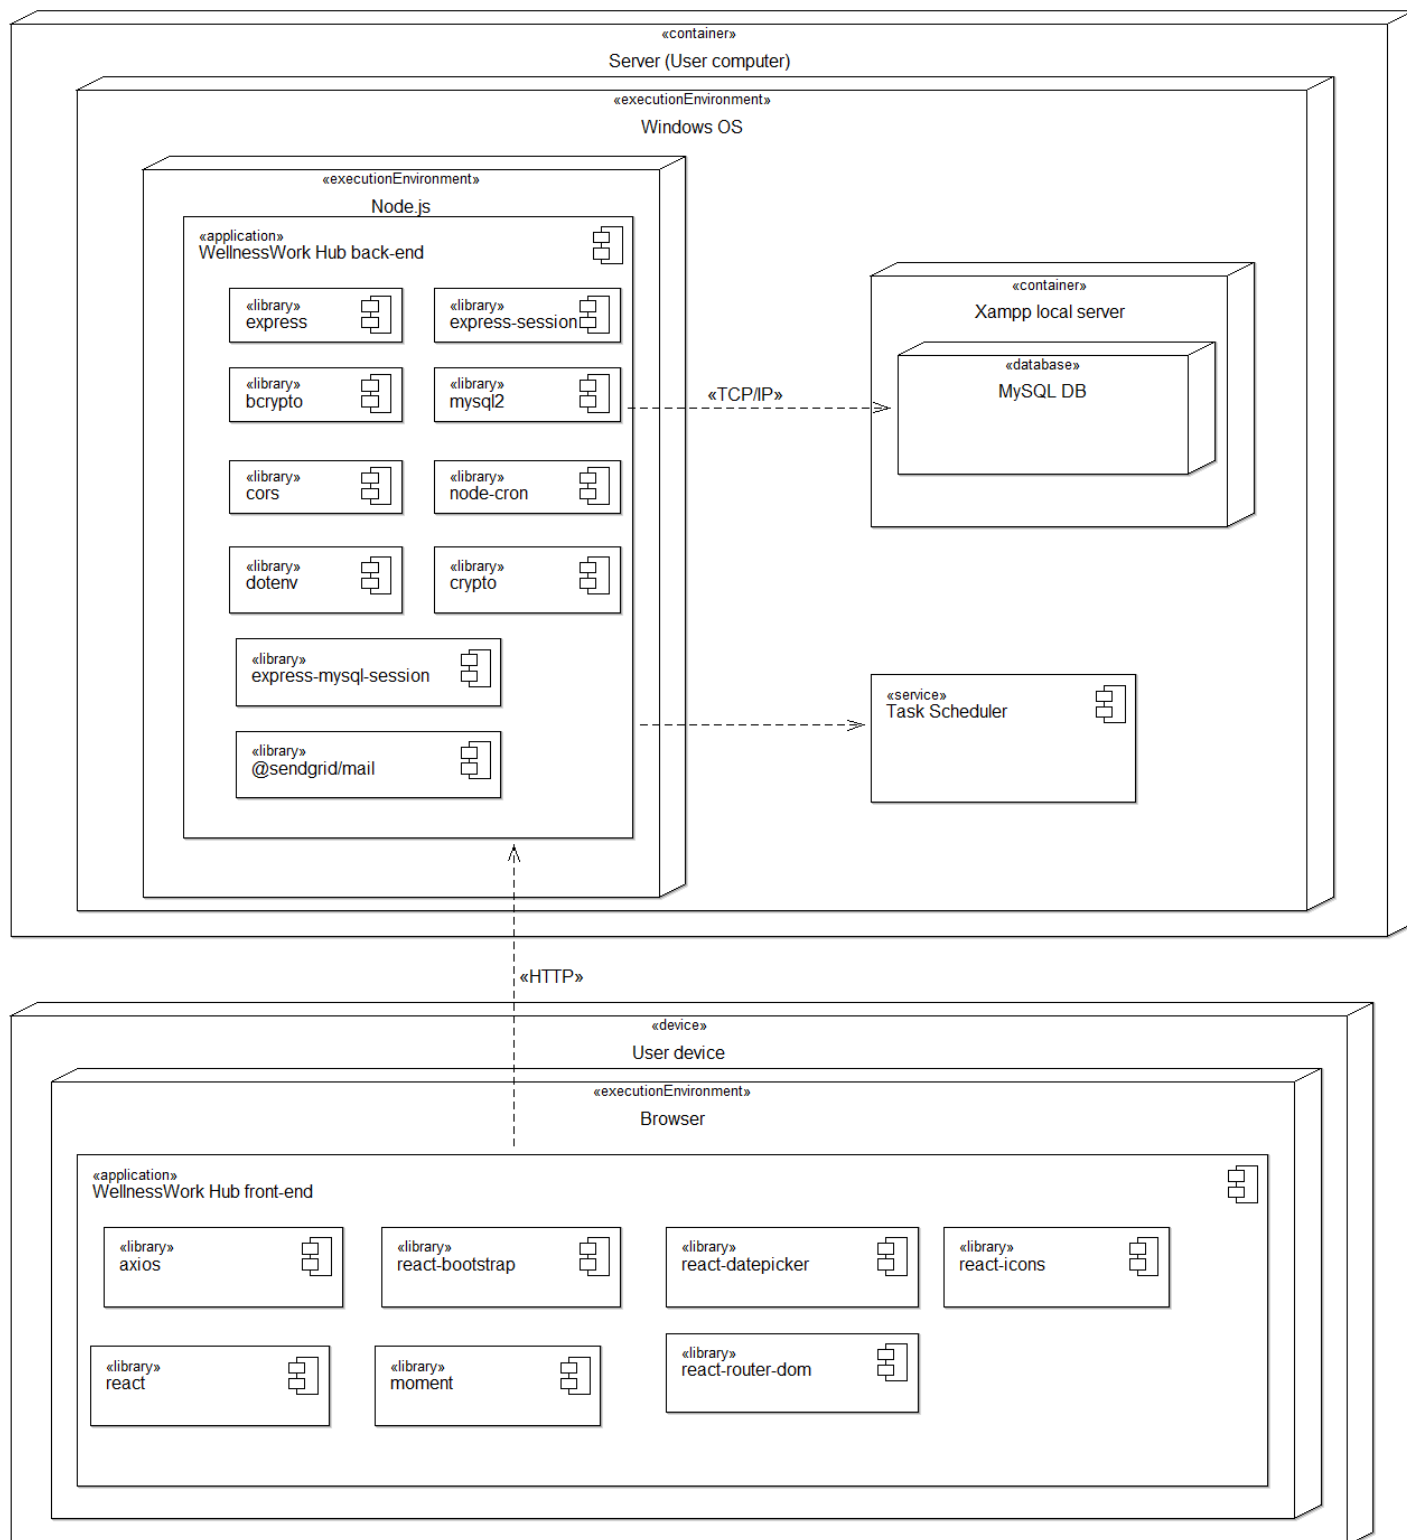 «container»
Server (User computer)
«executionEnvironment»
Windows OS
«executionEnvironment»
Node.js
«application»
WellnessWork Hub back-end
«library»
express
«library»
express-session
«library»
bcrypto
«library»
mysql2
«library»
cors
«library»
node-cron
«library»
dotenv
«library»
crypto
«library»
express-mysql-session
«library»
@sendgrid/mail
«TCP/IP»
«container»
Xampp local server
«database»
MySQL DB
«service»
Task Scheduler
«HTTP»
«device»
User device
«executionEnvironment»
Browser
«application»
WellnessWork Hub front-end
«library»
axios
«library»
react-bootstrap
«library»
react-datepicker
«library»
react-icons
«library»
react
«library»
moment
«library»
react-router-dom